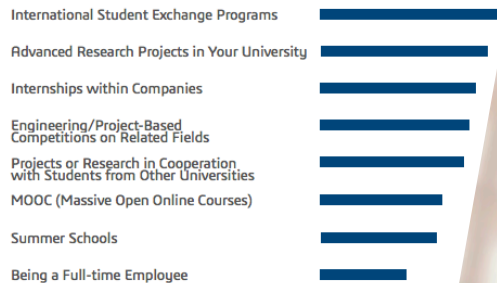 International Student Exchange Programs
Advanced Research Projects in Your University
Internships within Companies
Engineering/Project-Based
Competitions on Related Fields
Projects or Research in Cooperation
with Students from Other Universities
MOOC (Massive Open Online Courses)
Summer Schools
Being a Full-time Employee